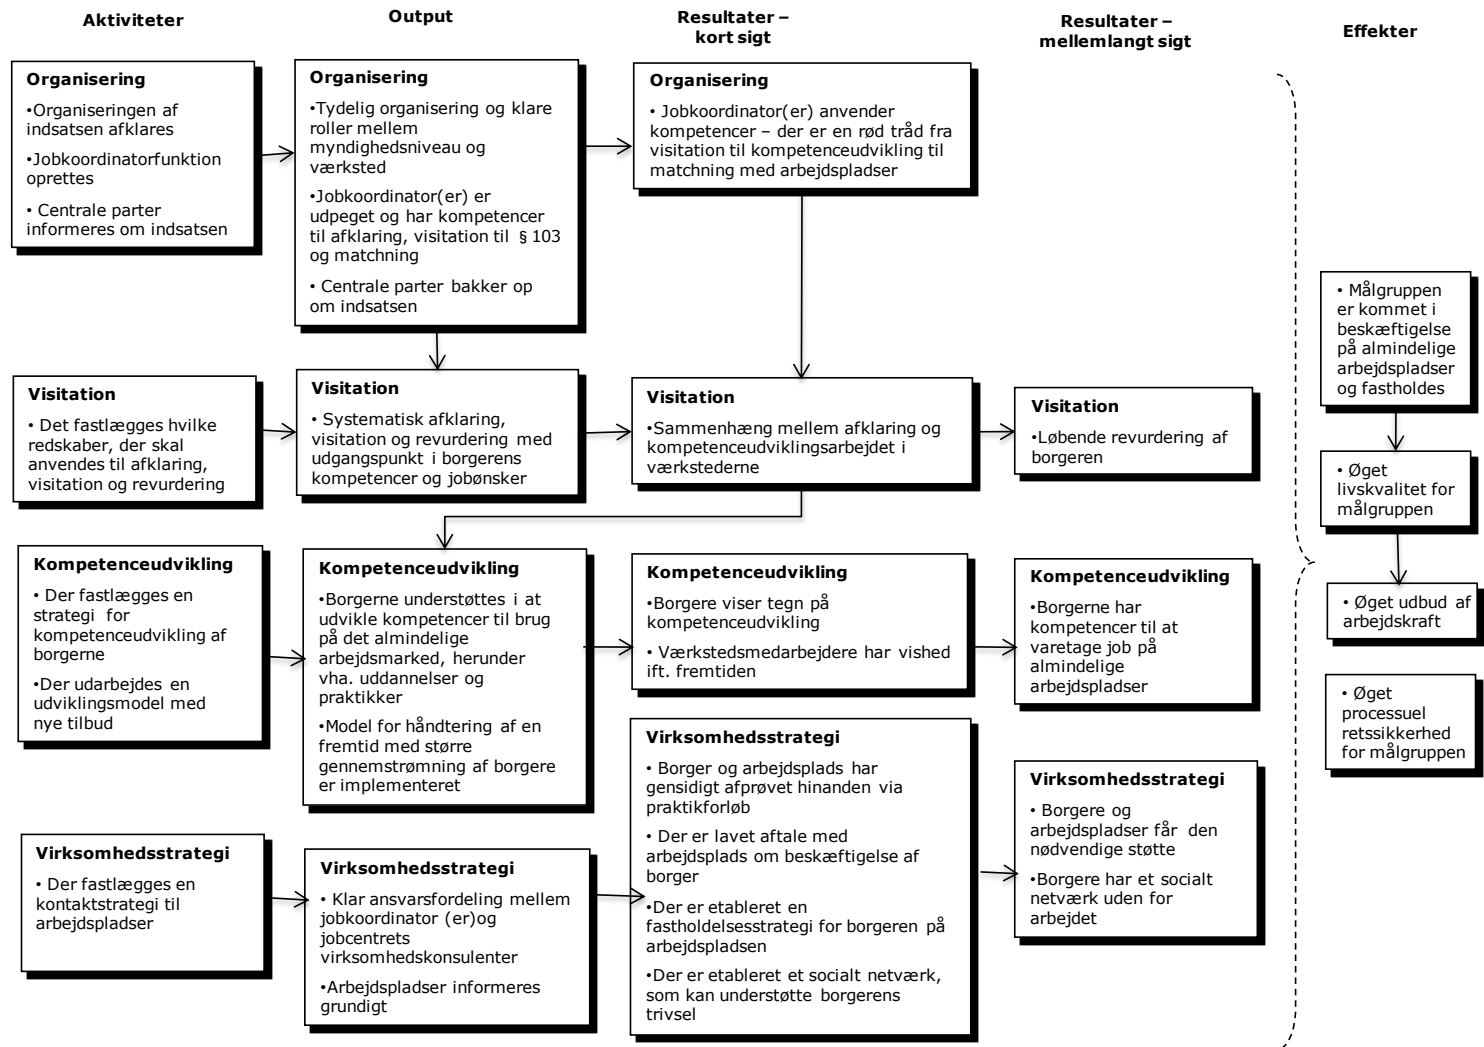 Aktiviteter
Output
Resultater –
kort sigt
Resultater –
mellemlangt sigt
Effekter
Organisering
•Organiseringen af
indsatsen afklares
•Jobkoordinatorfunktion
oprettes
• Centrale parter
informeres om indsatsen
Organisering
•Tydelig organisering og klare
roller mellem
myndighedsniveau og
værksted
•Jobkoordinator(er) er
udpeget og har kompetencer
til afklaring, visitation til § 103
og matchning
• Centrale parter bakker op
om indsatsen
Organisering
• Jobkoordinator(er) anvender
kompetencer – der er en rød tråd fra
visitation til kompetenceudvikling til
matchning med arbejdspladser
Visitation
• Det fastlægges hvilke
redskaber, der skal
anvendes til afklaring,
visitation og revurdering
Visitation
• Systematisk afklaring,
visitation og revurdering med
udgangspunkt i borgerens
kompetencer og jobønsker
Visitation
•Sammenhæng mellem afklaring og
kompetenceudviklingsarbejdet i
værkstederne
Visitation
•Løbende revurdering af
borgeren
Kompetenceudvikling
• Der fastlægges en
strategi for
kompetenceudvikling af
borgerne
•Der udarbejdes en
udviklingsmodel med
nye tilbud
Kompetenceudvikling
•Borgerne understøttes i at
udvikle kompetencer til brug
på det almindelige
arbejdsmarked, herunder
vha. uddannelser og
praktikker
•Model for håndtering af en
fremtid med større
gennemstrømning af borgere
er implementeret
Kompetenceudvikling
•Borgere viser tegn på
kompetenceudvikling
• Værkstedsmedarbejdere har vished
ift. fremtiden
Kompetenceudvikling
•Borgerne har
kompetencer til at
varetage job på
almindelige
arbejdspladser
Virksomhedsstrategi
• Der fastlægges en
kontaktstrategi til
arbejdspladser
Virksomhedsstrategi
• Klar ansvarsfordeling mellem
jobkoordinator (er)og
jobcentrets
virksomhedskonsulenter
•Arbejdspladser informeres
grundigt
Virksomhedsstrategi
• Borger og arbejdsplads har
gensidigt afprøvet hinanden via
praktikforløb
• Der er lavet aftale med
arbejdsplads om beskæftigelse af
borger
•Der er etableret en
fastholdelsesstrategi for borgeren på
arbejdspladsen
•Der er etableret et socialt netværk,
som kan understøtte borgerens
trivsel
Virksomhedsstrategi
• Borgere og
arbejdspladser får den
nødvendige støtte
•Borgere har et socialt
netværk uden for
arbejdet
• Målgruppen
er kommet i
beskæftigelse
på almindelige
arbejdspladser
og fastholdes
• Øget
livskvalitet for
målgruppen
• Øget udbud af
arbejdskraft
• Øget
processuel
retssikkerhed
for målgruppen